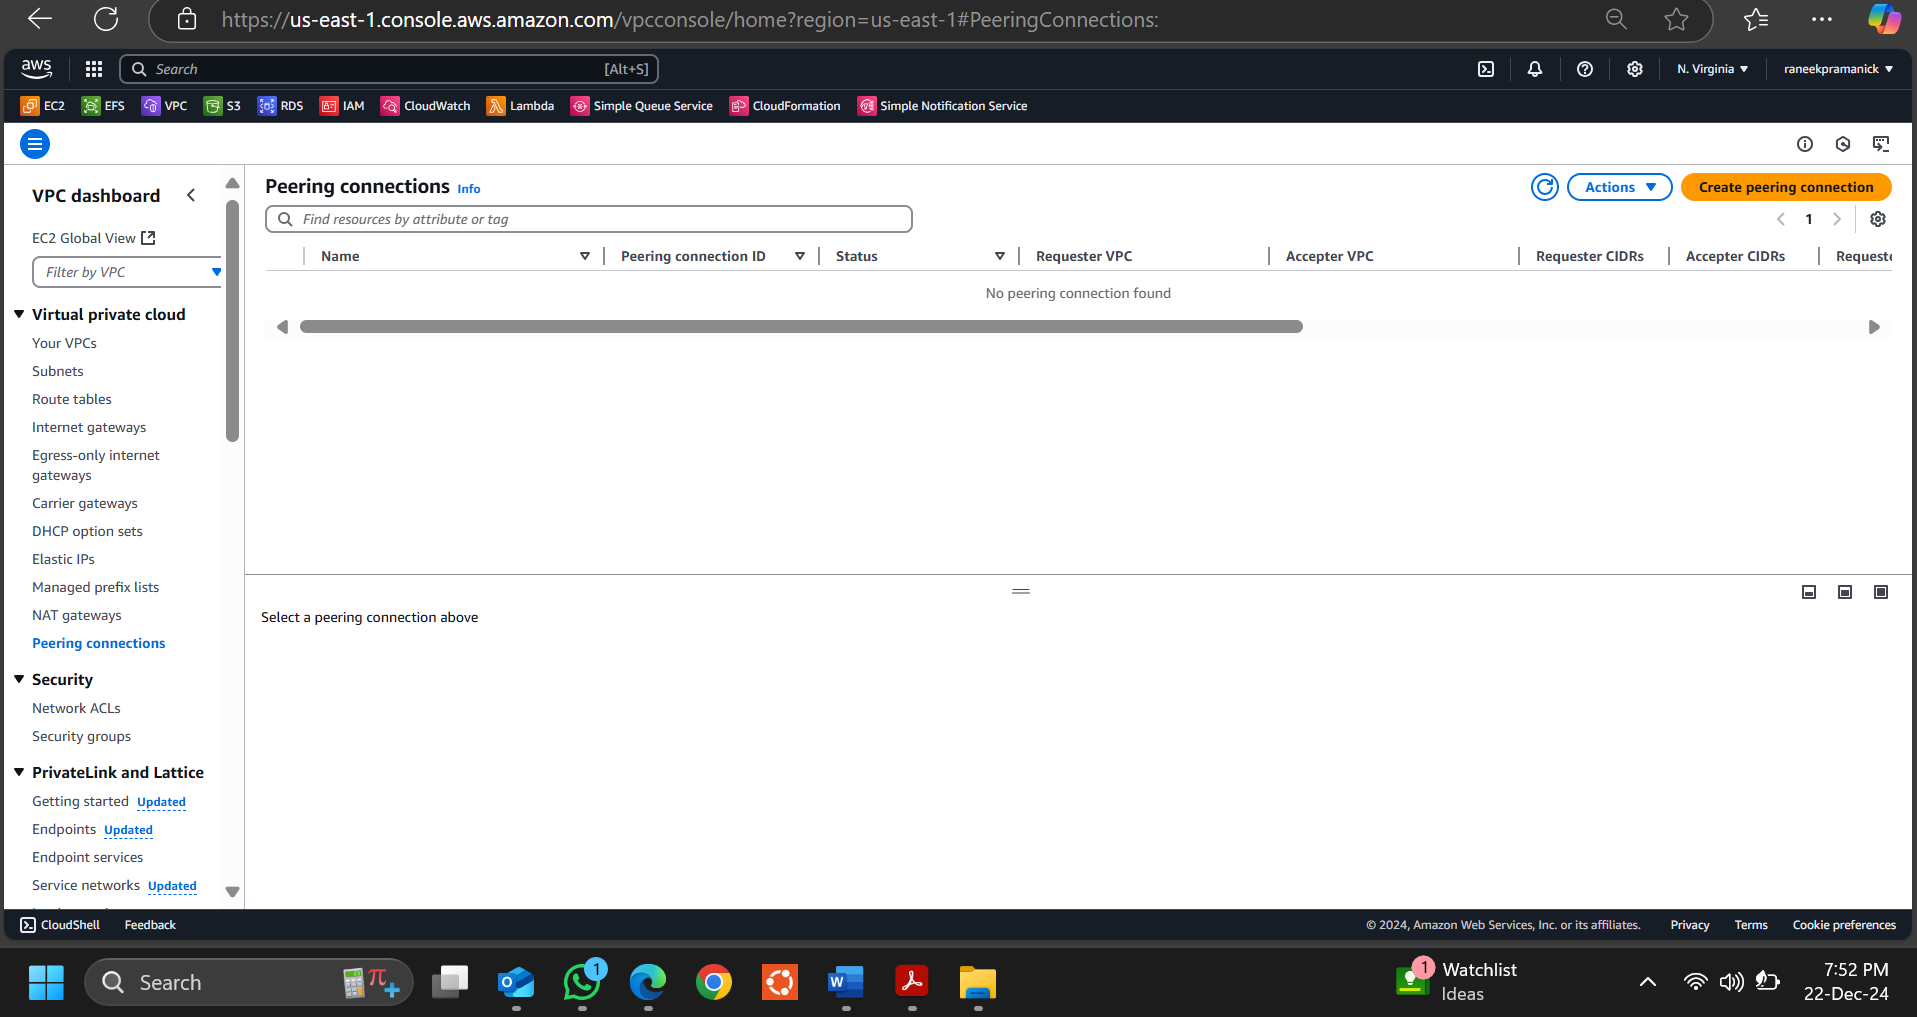 https://us-east-1.console.aws.amazon.com/vpcconsole/home?region=us-east-1#PeeringConnections:
aws Search [Alt+S] N. Virginia raneekpramanick
EC2 EFS VPC S3 RDS IAM CloudWatch Lambda Simple Queue Service CloudFormation Simple Notification Service
VPC dashboard
EC2 Global View
Filter by VPC
Virtual private cloud
Your VPCs
Subnets
Route tables
Internet gateways
Egress-only internet
gateways
Carrier gateways
DHCP option sets
Elastic IPs
Managed prefix lists
NAT gateways
Peering connections
Security
Network ACLs
Security groups
PrivateLink and Lattice
Getting started Updated
Endpoints Updated
Endpoint services
Service networks Updated
Peering connections Info
Actions Create peering connection
Find resources by attribute or tag
1
Name Peering connection ID Status Requester VPC Accepter VPC Requester CIDRs Accepter CIDRs Requeste
No peering connection found
Select a peering connection above
CloudShell Feedback © 2024, Amazon Web Services, Inc. or its affiliates. Privacy Terms Cookie preferences
Search
1
1
Watchlist
Ideas
7:52 PM
22-Dec-24